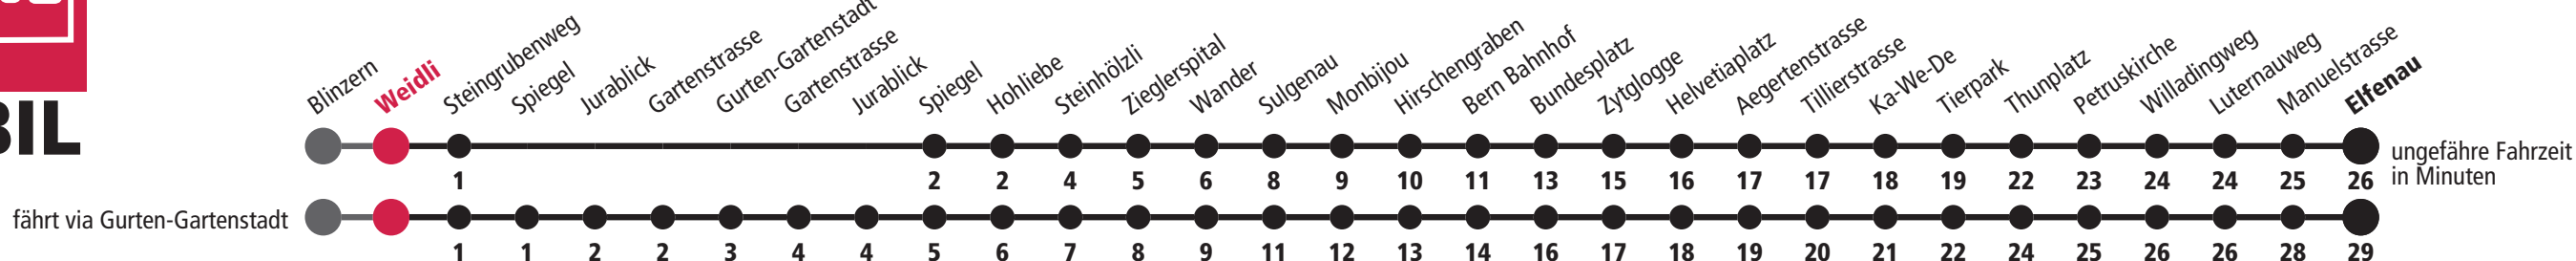 BIL
Blinzern
Weidli
Steingrubenweg
Spiegel
Jurablick
Gartenstrasse
Gurten-Gartenstadt
Gartenstrasse
Jurablick
Spiegel
Hohliebe
Steinhölzli
Zieglerspital
Wander
Sulgenau
Monbijou
Hirschengraben
Bern Bahnhof
Bundesplatz
Zytglogge
Helvetiaplatz
Aegertenstrasse
Tillierstrasse
Ka-We-De
Tierpark
Thunplatz
Petruskirche
Willadingweg
Luternauweg
Manuelstrasse
Elfenau
1 2 2 4 5 6 8 9 10 11 13 15 16 17 17 18 19 22 23 24 24 25 26
ungefähre Fahrzeit
in Minuten
fährt via Gurten-Gartenstadt
1 1 2 2 3 4 4 5 6 7 8 9 11 12 13 14 16 17 18 19 20 21 22 24 25 26 26 28 29